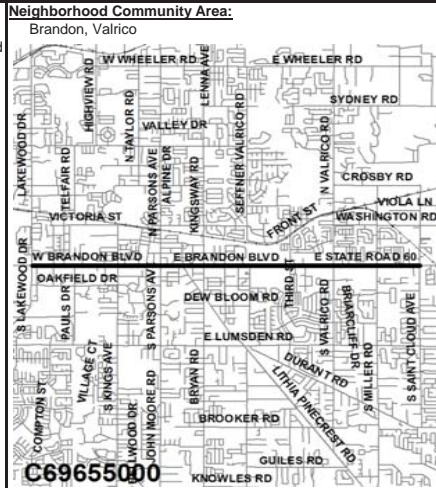 Neighborhood Community Area:
Brandon, Valrico
W WHEELER RD
E WHEELER RD
LENNA AVE
HIGHVIEW RD
SYDNEY RD
LAKEWOOD DR
N TAYLOR RD
VALLEY DR
SEFFNER VALRICO RD
N VALRICO RD
TELFAIR RD
N PARSONS AVE
ALPINE DR
KINGSWAY RD
CROSBY RD
VIOLA LN
VICTORIA ST
FRONT ST
WASHINGTON RD
S LAKEWOOD DR
W BRANDON BLVD
E BRANDON BLVD
E STATE ROAD 60
OAKFIELD DR
PAULS DR
S PARSONS AV
DEW BLOOM RD
THIRD ST
S VALRICO RD
BRIARCLIFF DR
S SAINT CLOUD AVE
E LUMSDEN RD
VILLAGE CT
S KINGS AVE
BRYAN RD
DURANT RD
S MILLER RD
COMPTON ST
JOHN MOORE RD
LITHIA PINECREST RD
BROOKER RD
GUILES RD
KNOWLES RD
C69655000